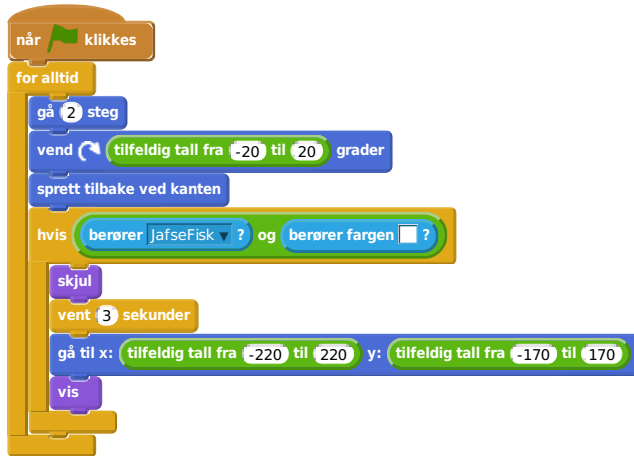 når klikkes
for alltid
gå 2 steg
vend tilfeldig tall fra -20 til 20 grader
sprett tilbake ved kanten
hvis berører JafseFisk ? og berører fargen ?
skjul
vent 3 sekunder
gå til x: tilfeldig tall fra -220 til 220 y: tilfeldig tall fra -170 til 170
vis